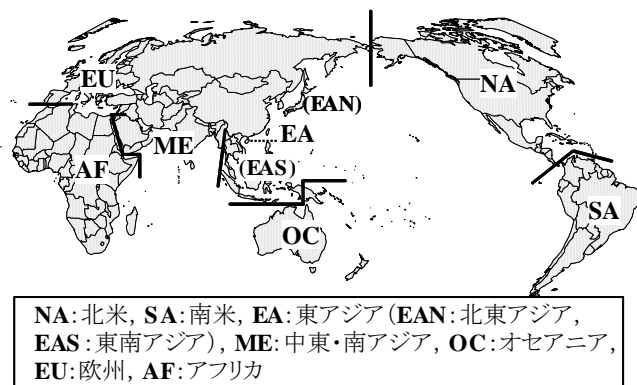 EU
NA
(EAN)
ME
EA
AF
(EAS)
SA
OC
NA:北米, SA:南米, EA:東アジア(EAN:北東アジア,
EAS:東南アジア), ME:中東・南アジア, OC:オセアニア,
EU:欧州, AF:アフリカ